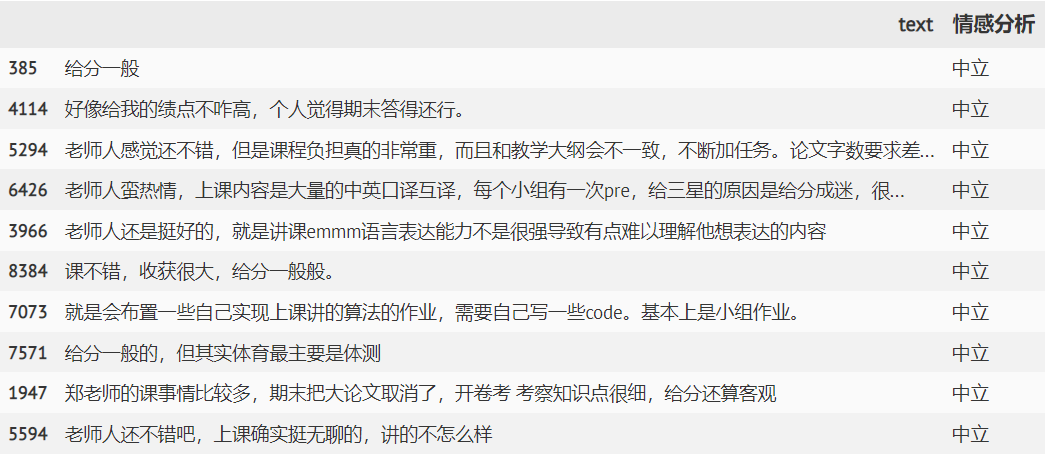 text 情感分析
385 给分一般 中立
4114 好像给我的绩点不咋高，个人觉得期末答得还行。 中立
5294 老师人感觉还不错，但是课程负担真的非常重，而且和教学大纲会不一致，不断加任务。论文字数要求差... 中立
6426 老师人蛮热情，上课内容是大量的中英口译互译，每个小组有一次pre，给三星的原因是给分成迷，很... 中立
3966 老师人还是挺好的，就是讲课emmm语言表达能力不是很强导致有点难以理解他想表达的内容 中立
8384 课不错，收获很大，给分一般般。 中立
7073 就是会布置一些自己实现上课讲的算法的作业，需要自己写一些code。基本上是小组作业。 中立
7571 给分一般的，但其实体育最主要是体测 中立
1947 郑老师的课事情比较多，期末把大论文取消了，开卷考 考察知识点很细，给分还算客观 中立
5594 老师人还不错吧，上课确实挺无聊的，讲的不怎么样 中立